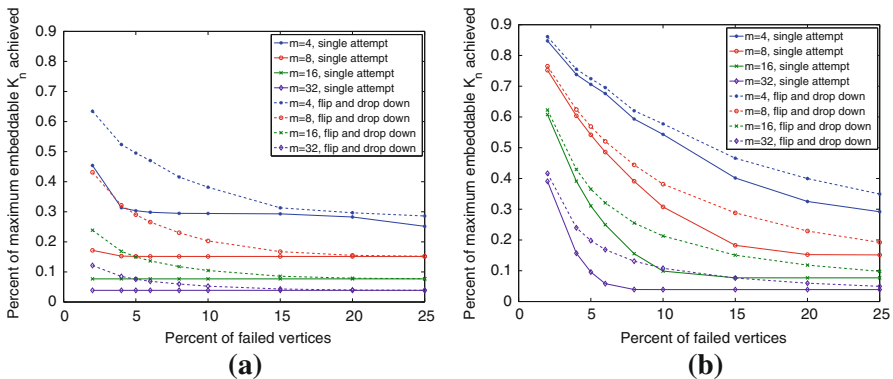 Percent of maximum embeddable Kn achieved
0.9
0.8
0.7
0.6
0.5
0.4
0.3
0.2
0.1
0
0 5 10 15 20 25
Percent of failed vertices
m=4, single attempt
m=8, single attempt
m=16, single attempt
m=32, single attempt
m=4, flip and drop down
m=8, flip and drop down
m=16, flip and drop down
m=32, flip and drop down
(a)
Percent of maximum embeddable Kn achieved
0.9
0.8
0.7
0.6
0.5
0.4
0.3
0.2
0.1
0
0 5 10 15 20 25
Percent of failed vertices
m=4, single attempt
m=8, single attempt
m=16, single attempt
m=32, single attempt
m=4, flip and drop down
m=8, flip and drop down
m=16, flip and drop down
m=32, flip and drop down
(b)